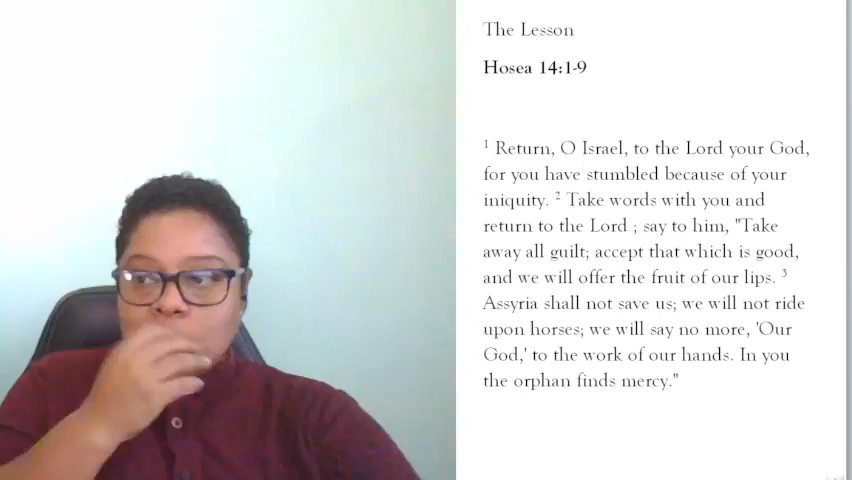 The Lesson
Hosea 14:1-9
1 Return, O Israel, to the Lord your God,
for you have stumbled because of your
iniquity. 2 Take words with you and
return to the Lord ; say to him, "Take
away all guilt; accept that which is good,
and we will offer the fruit of our lips. 3
Assyria shall not save us; we will not ride
upon horses; we will say no more, 'Our
God,' to the work of our hands. In you
the orphan finds mercy."